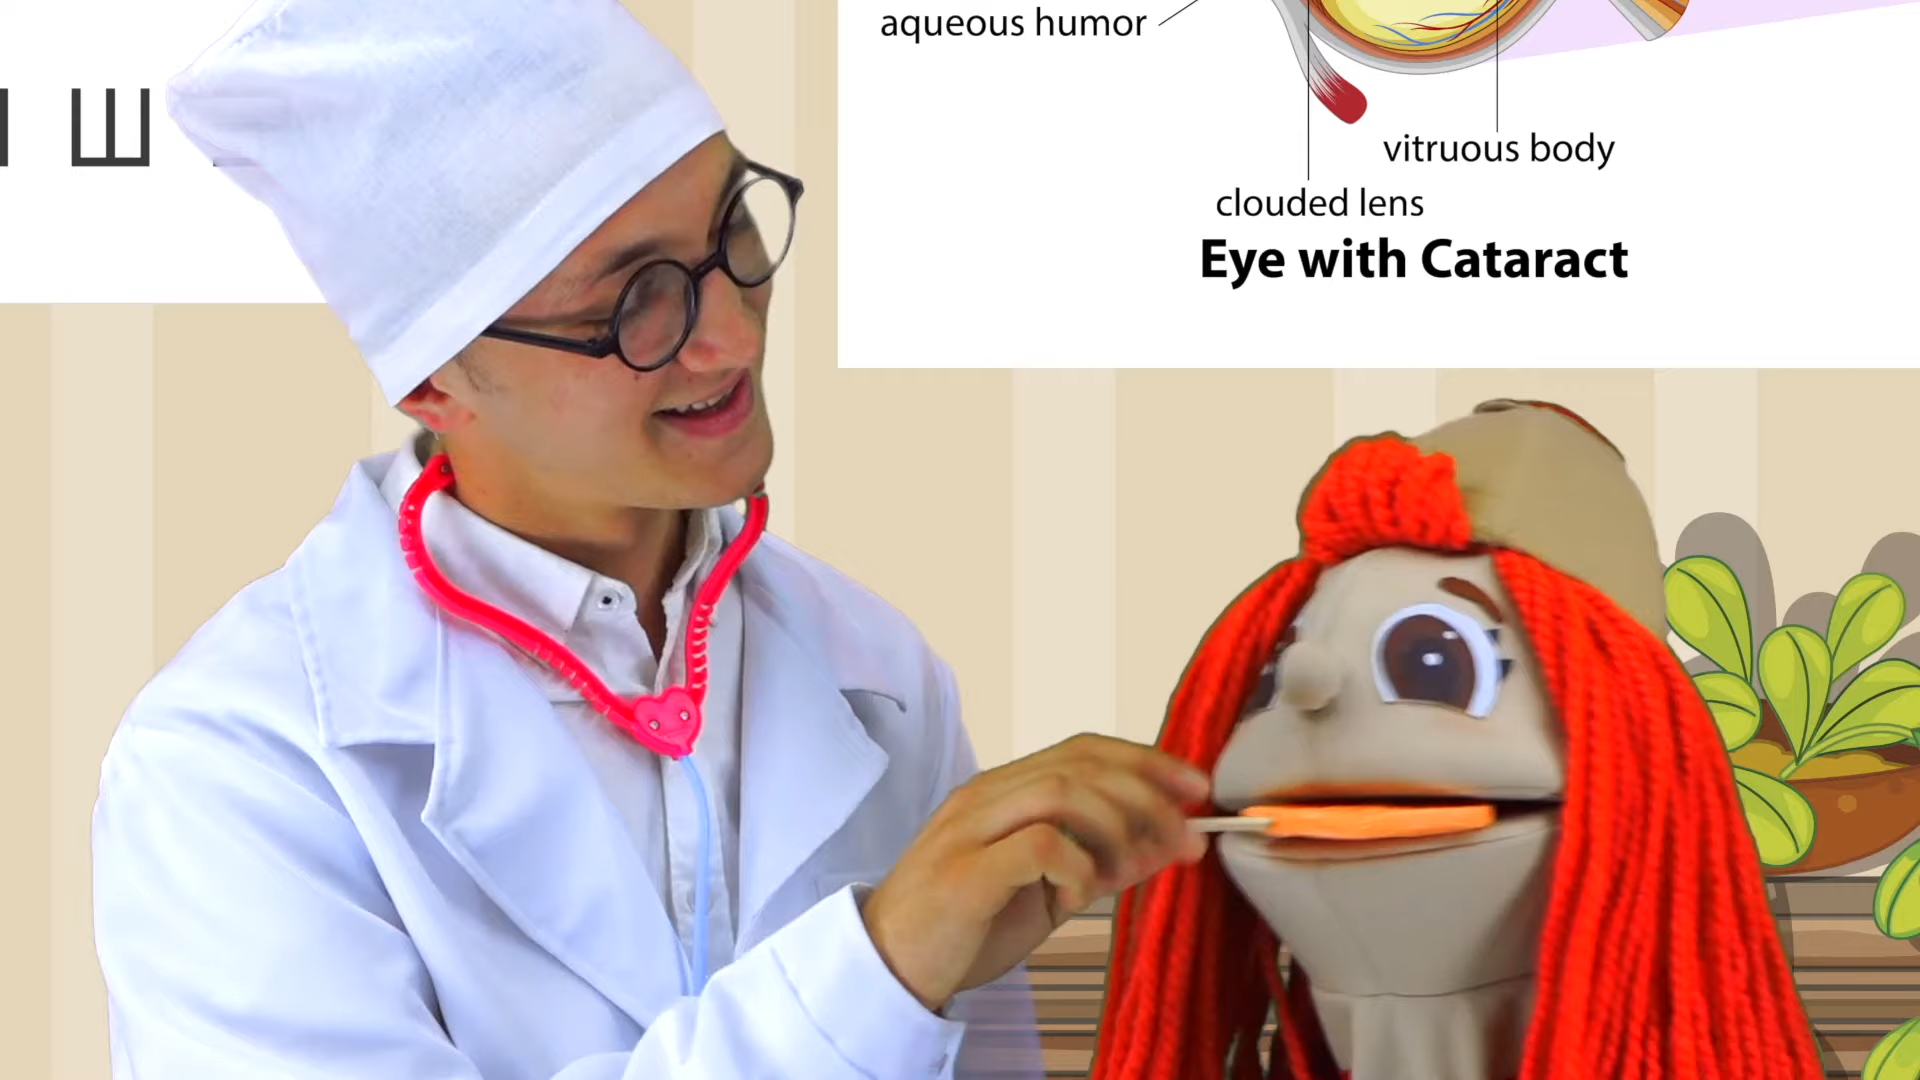 Ш
aqueous humor
vitruous body
clouded lens
Eye with Cataract